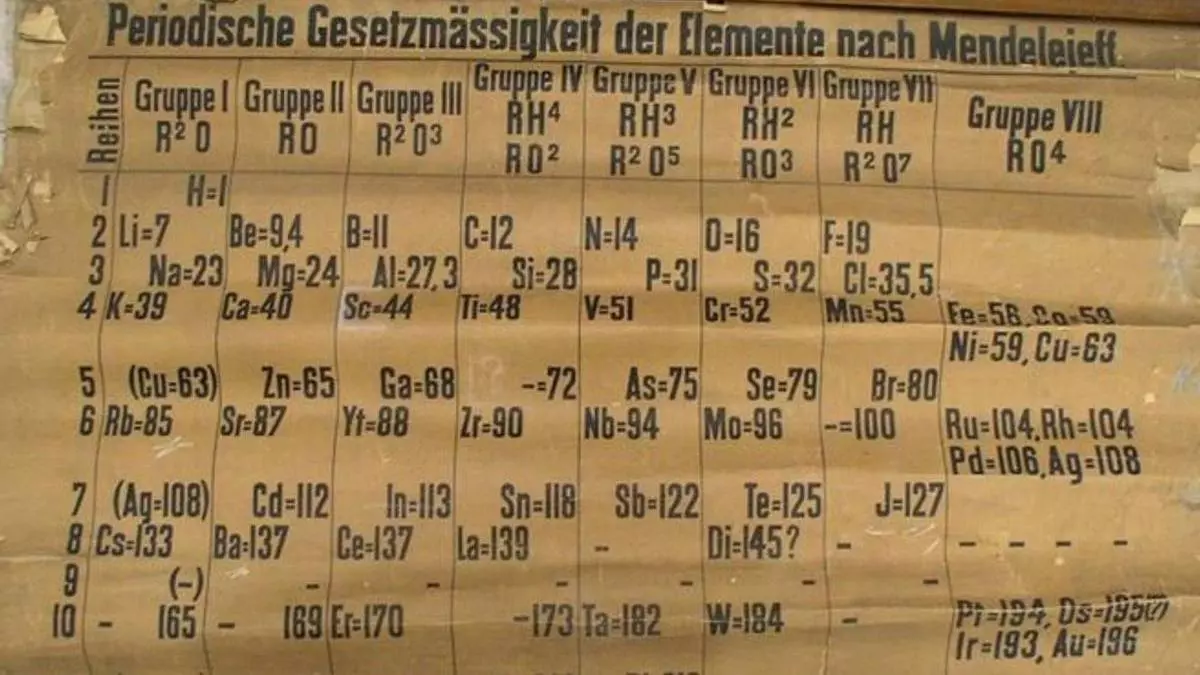 Periodische Gesetzmässigkeit der Elemente nach Mendelejeff.
Reihen Gruppe I Gruppe II Gruppe III Gruppe IV Gruppe V Gruppe VI Gruppe VII Gruppe VIII
RH⁴ RH³ RH² RH
R²O RO R²O³ RO² R²O⁵ RO³ R²O⁷ RO⁴
1 H=1
2 Li=7 Be=9,4 B=11 C=12 N=14 O=16 F=19
3 Na=23 Mg=24 Al=27,3 Si=28 P=31 S=32 Cl=35,5
4 K=39 Ca=40 Sc=44 Ti=48 V=51 Cr=52 Mn=55 Fe=56, Co=59
Ni=59, Cu=63
5 (Cu=63) Zn=65 Ga=68 -=72 As=75 Se=79 Br=80
6 Rb=85 Sr=87 Yt=88 Zr=90 Nb=94 Mo=96 -=100 Ru=104, Rh=104
Pd=106, Ag=108
7 (Ag=108) Cd=112 In=113 Sn=118 Sb=122 Te=125 J=127
8 Cs=133 Ba=137 Ce=137 La=139 - Di=145? - - - - -
9 (-) - - - - - -
10 - 165 - 169 Er=170 -173 Ta=182 W=184 - Pt=194, Os=195(?)
Ir=193, Au=196